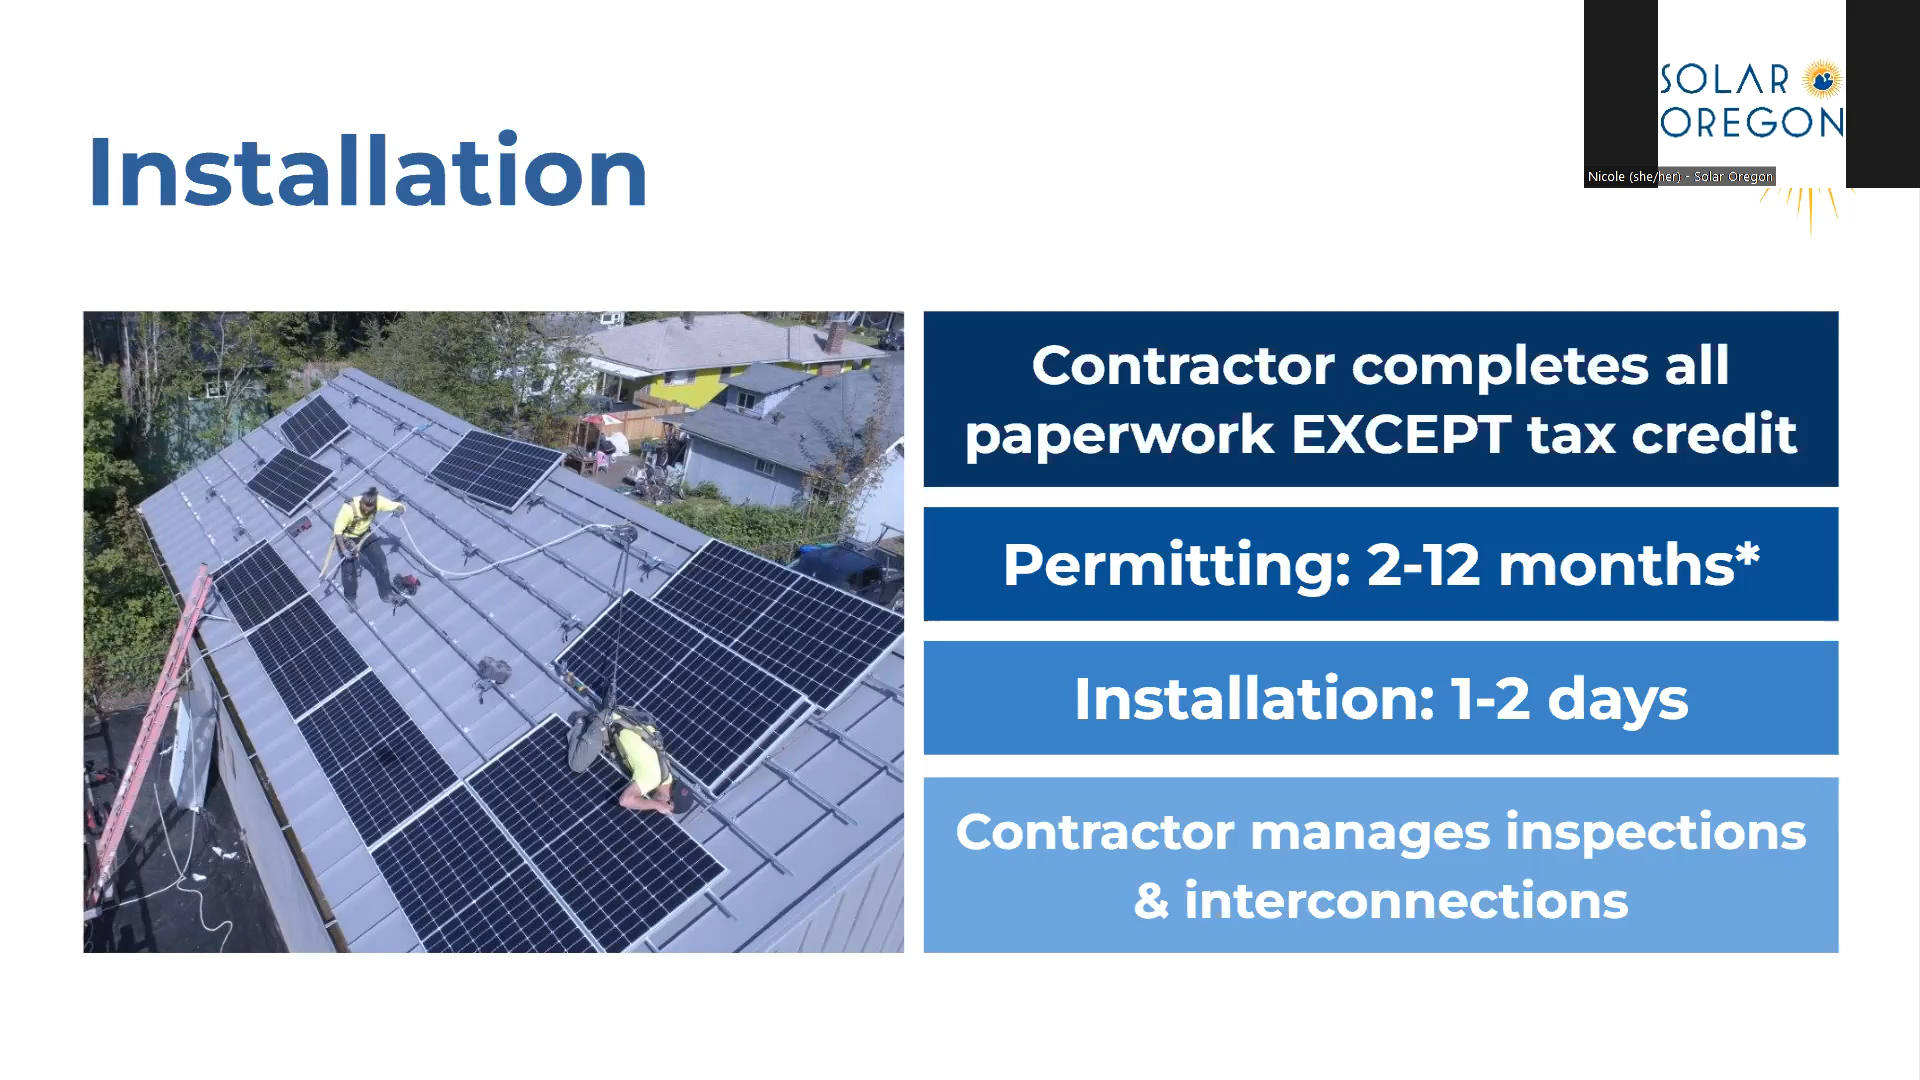 SOLAR
OREGON
Nicole (she/her) - Solar Oregon
Installation
Contractor completes all
paperwork EXCEPT tax credit
Permitting: 2-12 months*
Installation: 1-2 days
Contractor manages inspections
& interconnections